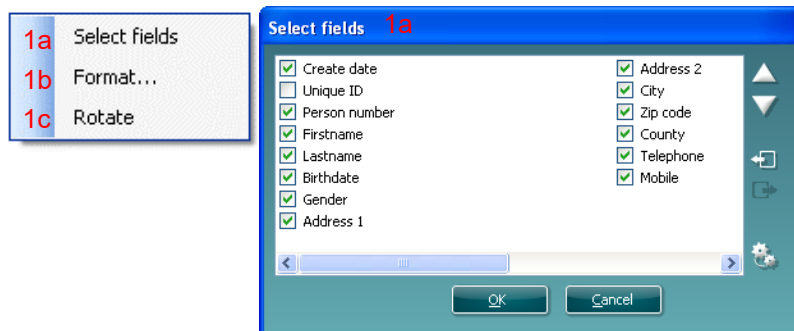 1a Select fields
1b Format...
1c Rotate
Select fields 1a
Create date
Unique ID
Person number
Firstname
Lastname
Birthdate
Gender
Address 1
Address 2
City
Zip code
County
Telephone
Mobile
OK Cancel